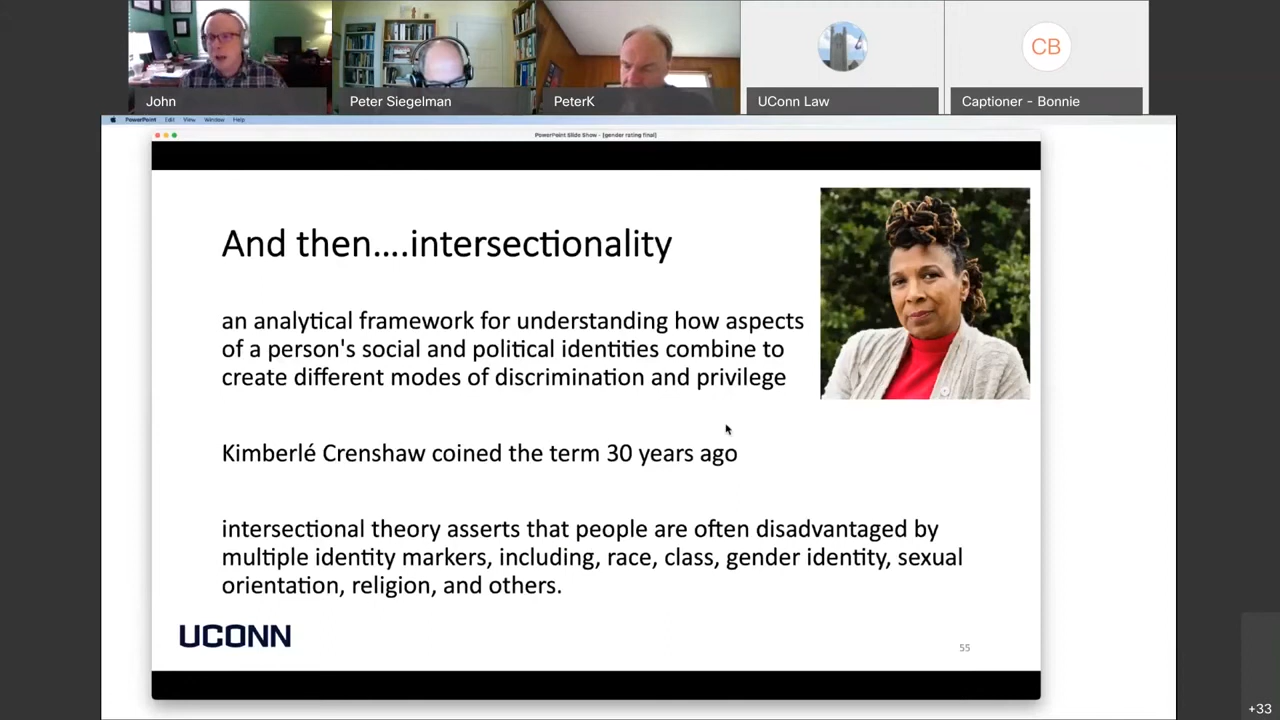 CB
John
Peter Siegelman
PeterK
UConn Law
Captioner - Bonnie
PowerPoint Edit View Window Help
PowerPoint Slide Show - [gender rating final]
And then....intersectionality
an analytical framework for understanding how aspects
of a person's social and political identities combine to
create different modes of discrimination and privilege
Kimberlé Crenshaw coined the term 30 years ago
intersectional theory asserts that people are often disadvantaged by
multiple identity markers, including, race, class, gender identity, sexual
orientation, religion, and others.
UCONN
55
+33